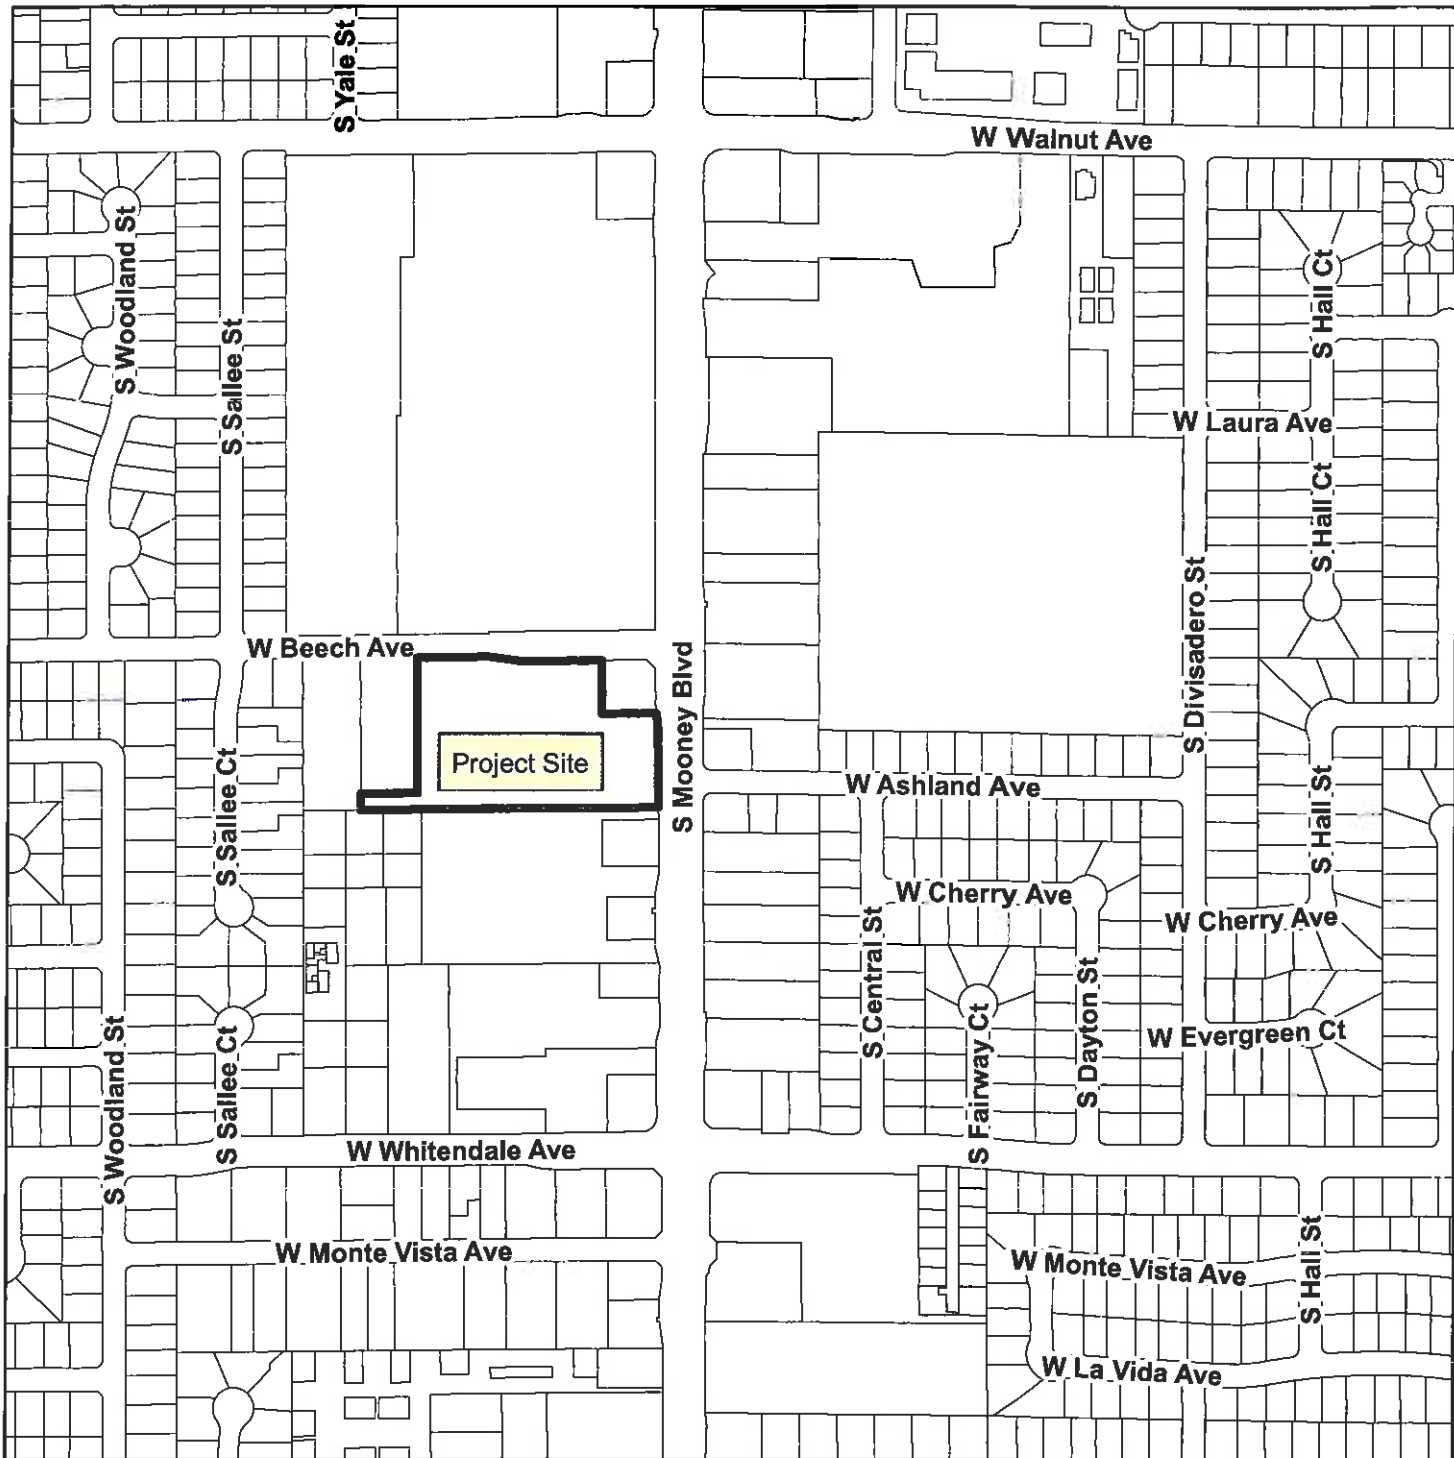 S Yale St
W Walnut Ave
S Woodland St
S Hall Ct
S Sallee St
W Laura Ave
S Hall Ct
W Beech Ave
S Divisadero St
S Mooney Blvd
Project Site
S Sallee Ct
W Ashland Ave
S Hall St
W Cherry Ave
W Cherry Ave
S Central St
S Dayton St
S Fairway Ct
W Evergreen Ct
S Woodland St
S Sallee Ct
W Whitendale Ave
W Monte Vista Ave
W Monte Vista Ave
S Hall St
W La Vida Ave